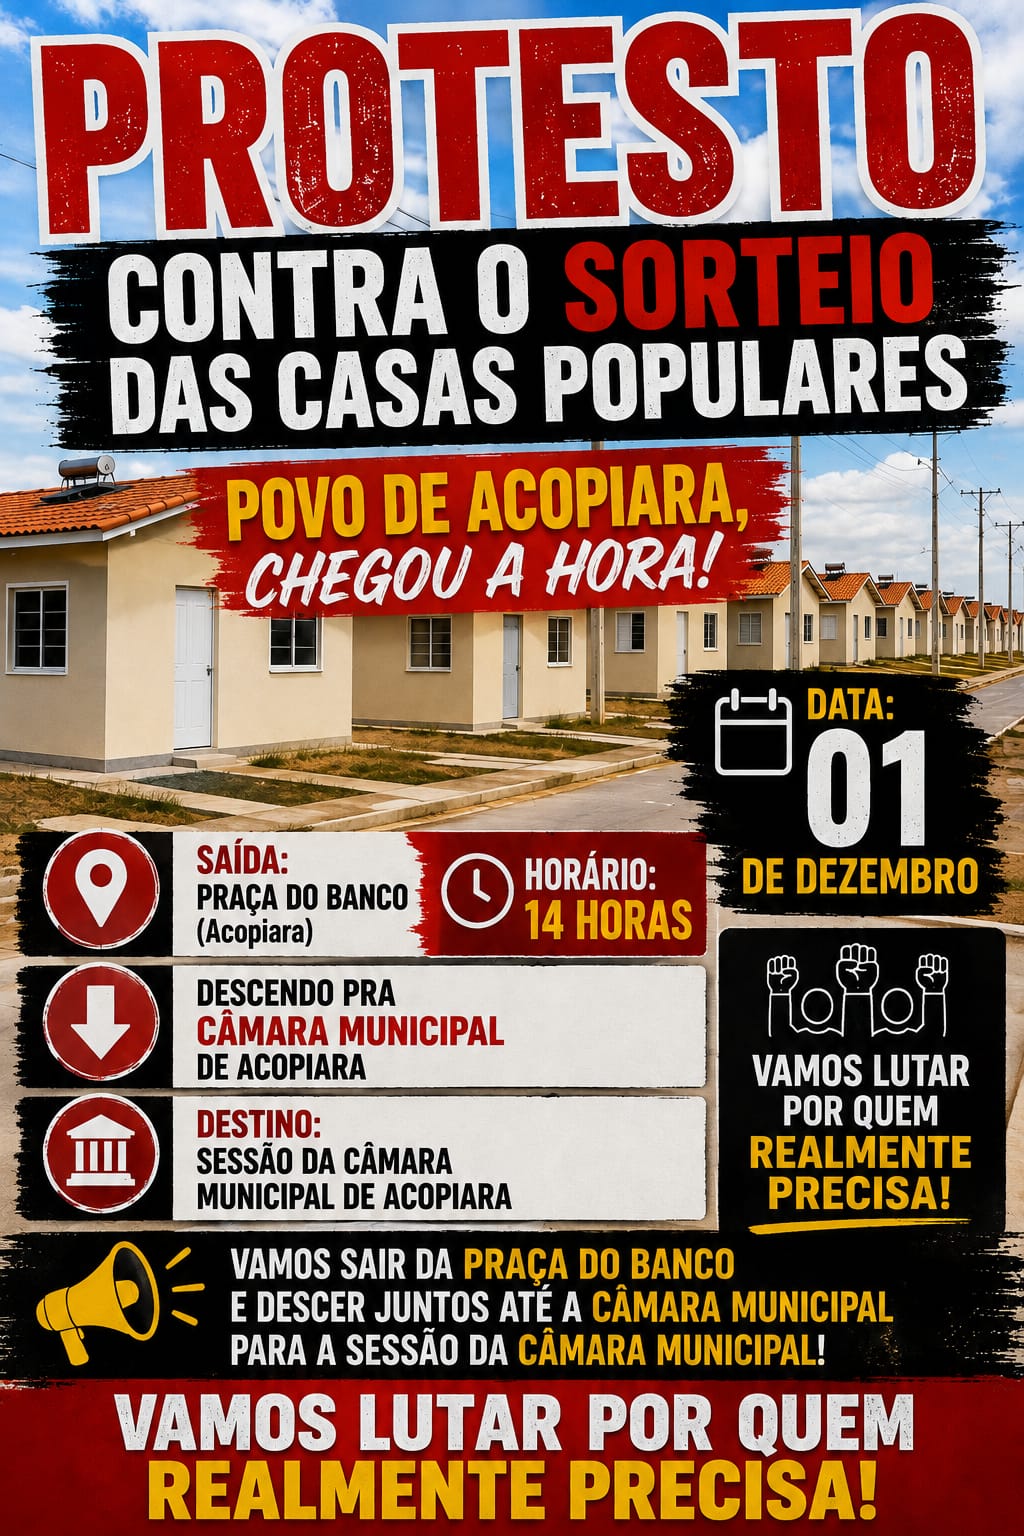 PROTESTO
CONTRA O SORTEIO
DAS CASAS POPULARES
POVO DE ACOPIARA,
CHEGOU A HORA!
DATA:
01
DE DEZEMBRO
SAÍDA:
PRAÇA DO BANCO
(Acopiara)
HORÁRIO:
14 HORAS
DESCENDO PRA
CÂMARA MUNICIPAL
DE ACOPIARA
DESTINO:
SESSÃO DA CÂMARA
MUNICIPAL DE ACOPIARA
VAMOS LUTAR
POR QUEM
REALMENTE
PRECISA!
VAMOS SAIR DA PRAÇA DO BANCO
E DESCER JUNTOS ATÉ A CÂMARA MUNICIPAL
PARA A SESSÃO DA CÂMARA MUNICIPAL!
VAMOS LUTAR POR QUEM
REALMENTE PRECISA!